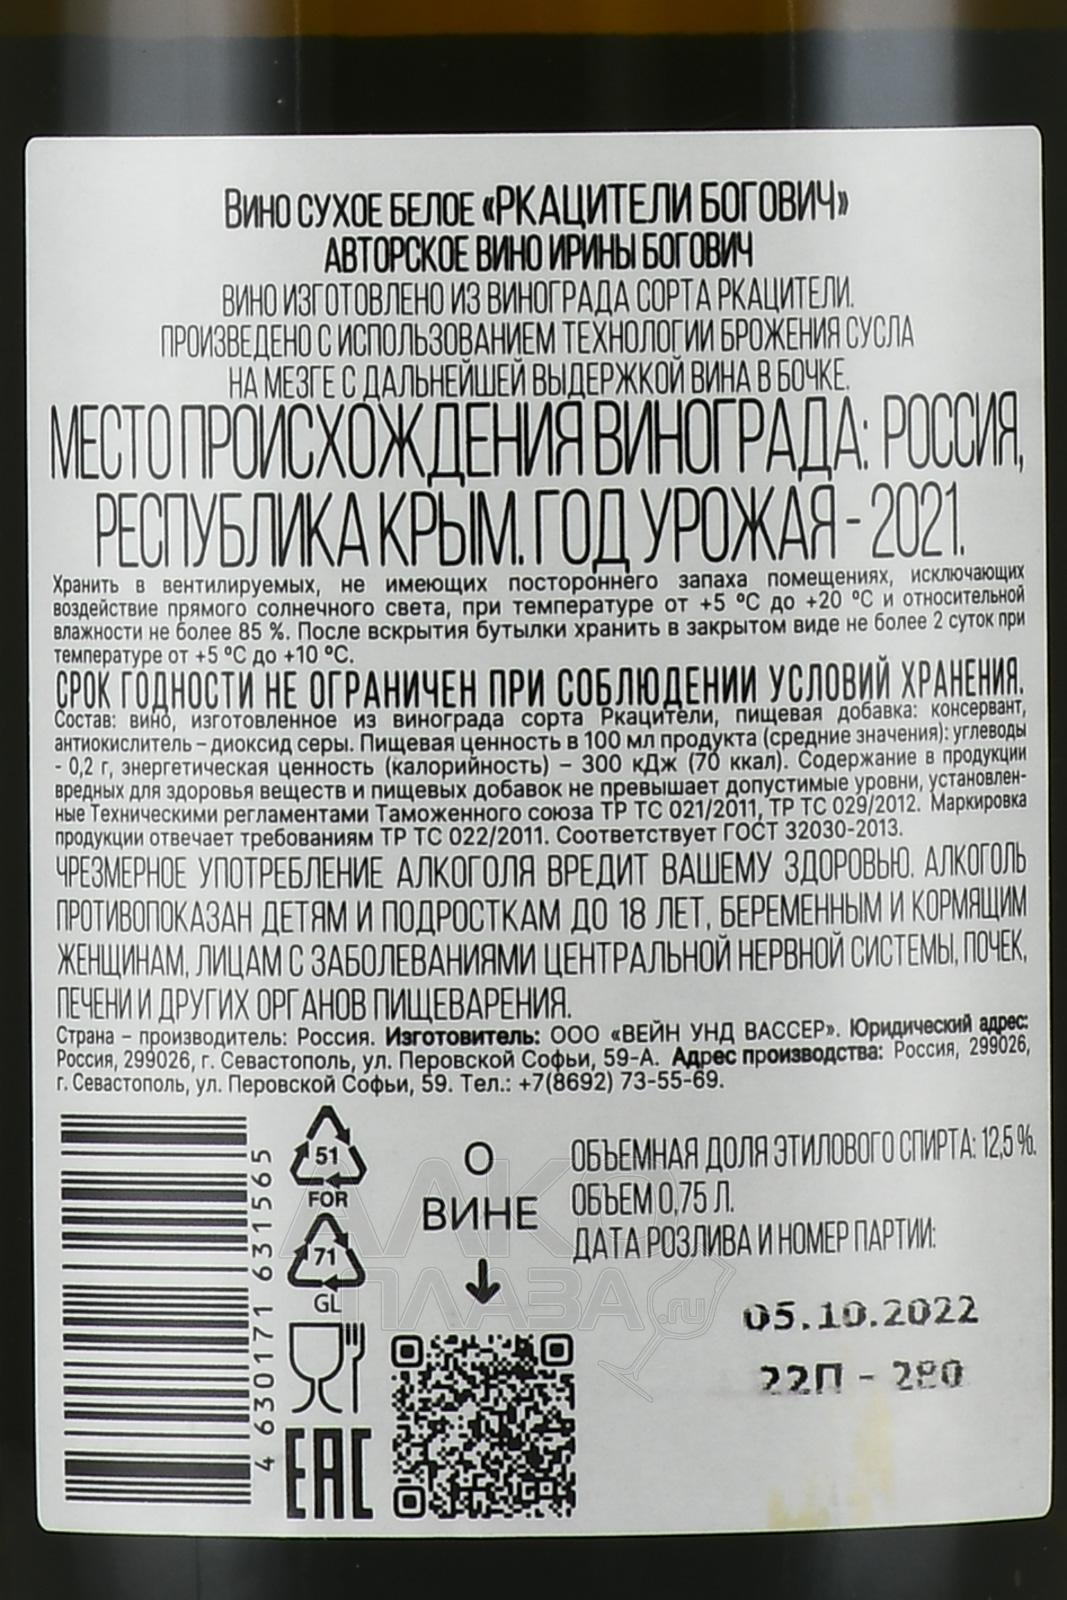 Вино сухое белое «РКАЦИТЕЛИ БОГОВИЧ»
АВТОРСКОЕ ВИНО ИРИНЫ БОГОВИЧ
ВИНО ИЗГОТОВЛЕНО ИЗ ВИНОГРАДА СОРТА РКАЦИТЕЛИ.
ПРОИЗВЕДЕНО С ИСПОЛЬЗОВАНИЕМ ТЕХНОЛОГИИ БРОЖЕНИЯ СУСЛА
НА МЕЗГЕ С ДАЛЬНЕЙШЕЙ ВЫДЕРЖКОЙ ВИНА В БОЧКЕ.
МЕСТО ПРОИСХОЖДЕНИЯ ВИНОГРАДА: РОССИЯ,
РЕСПУБЛИКА КРЫМ. ГОД УРОЖАЯ - 2021.
Хранить в вентилируемых, не имеющих постороннего запаха помещениях, исключающих
воздействие прямого солнечного света, при температуре от +5 ºС до +20 ºС и относительной
влажности не более 85 %. После вскрытия бутылки хранить в закрытом виде не более 2 суток при
температуре от +5 ºС до +10 ºС.
СРОК ГОДНОСТИ НЕ ОГРАНИЧЕН ПРИ СОБЛЮДЕНИИ УСЛОВИЙ ХРАНЕНИЯ.
Состав: вино, изготовленное из винограда сорта Ркацители, пищевая добавка: консервант,
антиокислитель – диоксид серы. Пищевая ценность в 100 мл продукта (средние значения): углеводы
- 0,2 г, энергетическая ценность (калорийность) – 300 кДж (70 ккал). Содержание в продукции
вредных для здоровья веществ и пищевых добавок не превышает допустимые уровни, установлен-
ные Техническими регламентами Таможенного союза ТР ТС 021/2011, ТР ТС 029/2012. Маркировка
продукции отвечает требованиям ТР ТС 022/2011. Соответствует ГОСТ 32030-2013.
ЧРЕЗМЕРНОЕ УПОТРЕБЛЕНИЕ АЛКОГОЛЯ ВРЕДИТ ВАШЕМУ ЗДОРОВЬЮ. АЛКОГОЛЬ
ПРОТИВОПОКАЗАН ДЕТЯМ И ПОДРОСТКАМ ДО 18 ЛЕТ, БЕРЕМЕННЫМ И КОРМЯЩИМ
ЖЕНЩИНАМ, ЛИЦАМ С ЗАБОЛЕВАНИЯМИ ЦЕНТРАЛЬНОЙ НЕРВНОЙ СИСТЕМЫ, ПОЧЕК,
ПЕЧЕНИ И ДРУГИХ ОРГАНОВ ПИЩЕВАРЕНИЯ.
Страна – производитель: Россия. Изготовитель: ООО «ВЕЙН УНД ВАССЕР». Юридический адрес:
Россия, 299026, г. Севастополь, ул. Перовской Софьи, 59-А. Адрес производства: Россия, 299026,
г. Севастополь, ул. Перовской Софьи, 59. Тел.: +7(8692) 73-55-69.
4 630171 631565
51
FOR
71
GL
EAC
О
ВИНЕ
ОБЪЕМНАЯ ДОЛЯ ЭТИЛОВОГО СПИРТА: 12,5 %.
ОБЪЕМ 0,75 Л.
ДАТА РОЗЛИВА И НОМЕР ПАРТИИ:
05.10.2022
22П - 280
АЛКО
ПЛАЗА.ru